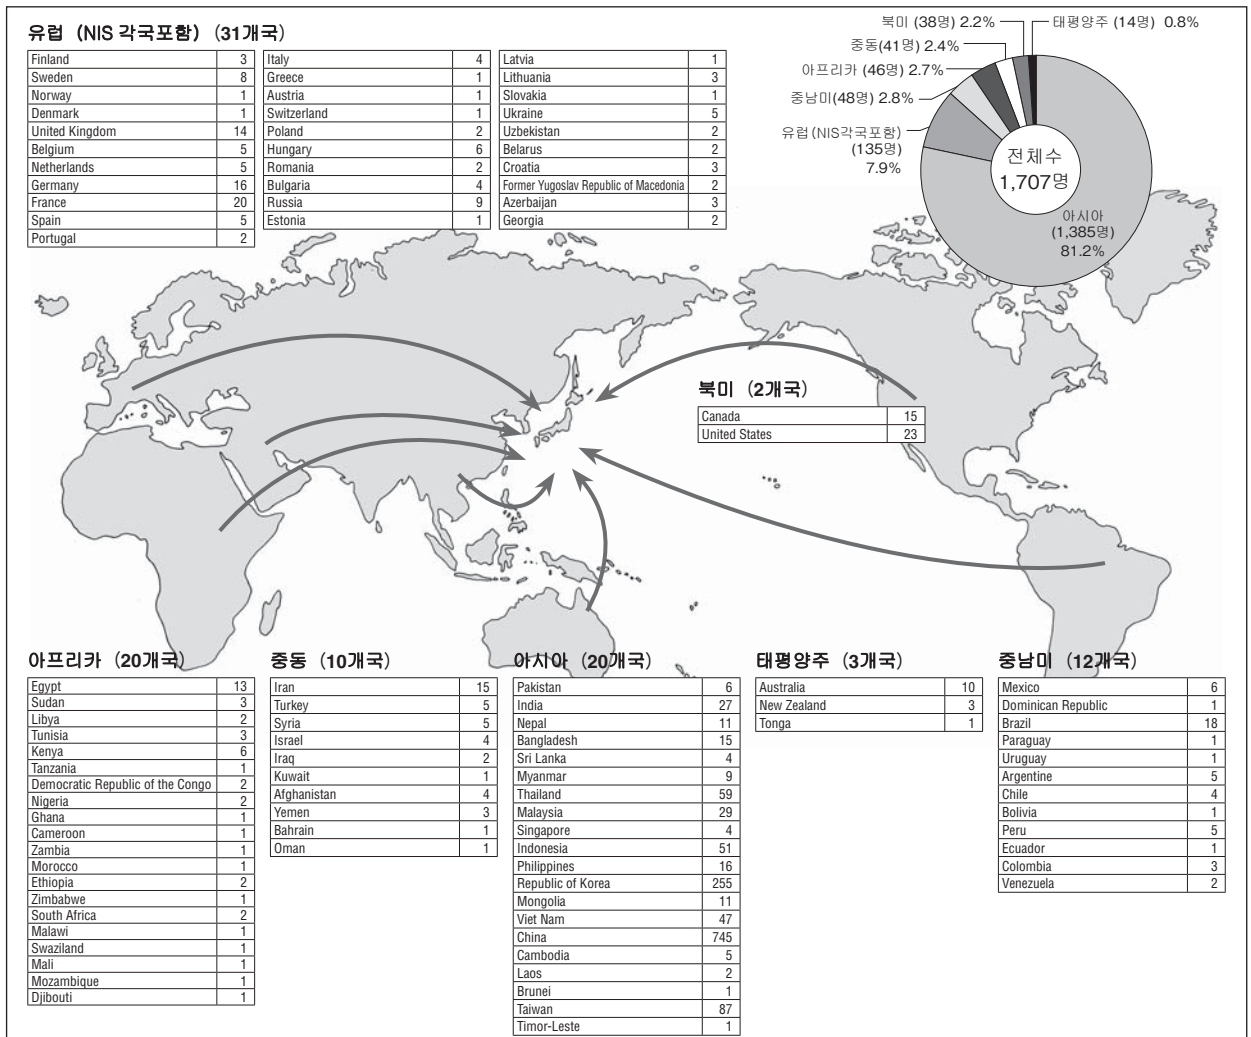 유럽 (NIS 각국포함) (31개국)
Finland 3
Sweden 8
Norway 1
Denmark 1
United Kingdom 14
Belgium 5
Netherlands 5
Germany 16
France 20
Spain 5
Portugal 2
Italy 4
Greece 1
Austria 1
Switzerland 1
Poland 2
Hungary 6
Romania 2
Bulgaria 4
Russia 9
Estonia 1
Latvia 1
Lithuania 3
Slovakia 1
Ukraine 5
Uzbekistan 2
Belarus 2
Croatia 3
Former Yugoslav Republic of Macedonia 2
Azerbaijan 3
Georgia 2
북미 (38명) 2.2%
태평양주 (14명) 0.8%
중동(41명) 2.4%
아프리카 (46명) 2.7%
중남미(48명) 2.8%
유럽(NIS각국포함)
(135명)
7.9%
전체수
1,707명
아시아
(1,385명)
81.2%
북미 (2개국)
Canada 15
United States 23
아프리카 (20개국)
Egypt 13
Sudan 3
Libya 2
Tunisia 3
Kenya 6
Tanzania 1
Democratic Republic of the Congo 2
Nigeria 2
Ghana 1
Cameroon 1
Zambia 1
Morocco 1
Ethiopia 2
Zimbabwe 1
South Africa 2
Malawi 1
Swaziland 1
Mali 1
Mozambique 1
Djibouti 1
중동 (10개국)
Iran 15
Turkey 5
Syria 5
Israel 4
Iraq 2
Kuwait 1
Afghanistan 4
Yemen 3
Bahrain 1
Oman 1
아시아 (20개국)
Pakistan 6
India 27
Nepal 11
Bangladesh 15
Sri Lanka 4
Myanmar 9
Thailand 59
Malaysia 29
Singapore 4
Indonesia 51
Philippines 16
Republic of Korea 255
Mongolia 11
Viet Nam 47
China 745
Cambodia 5
Laos 2
Brunei 1
Taiwan 87
Timor-Leste 1
태평양주 (3개국)
Australia 10
New Zealand 3
Tonga 1
중남미 (12개국)
Mexico 6
Dominican Republic 1
Brazil 18
Paraguay 1
Uruguay 1
Argentine 5
Chile 4
Bolivia 1
Peru 5
Ecuador 1
Colombia 3
Venezuela 2